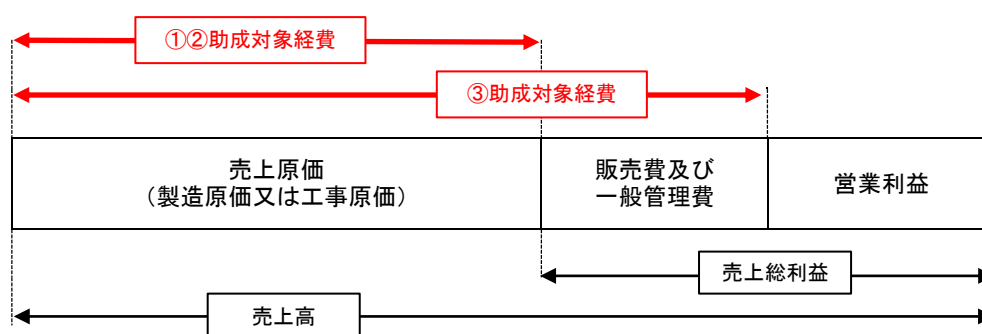 ①②助成対象経費
③助成対象経費
売上原価
（製造原価又は工事原価）
販売費及び
一般管理費
営業利益
売上総利益
売上高